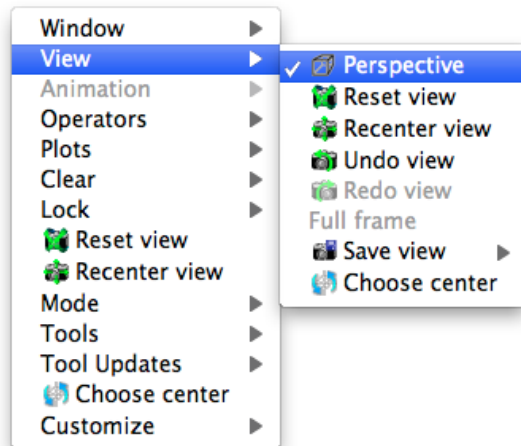 Window
View
Animation
Operators
Plots
Clear
Lock
Reset view
Recenter view
Mode
Tools
Tool Updates
Choose center
Customize
Perspective
Reset view
Recenter view
Undo view
Redo view
Full frame
Save view
Choose center